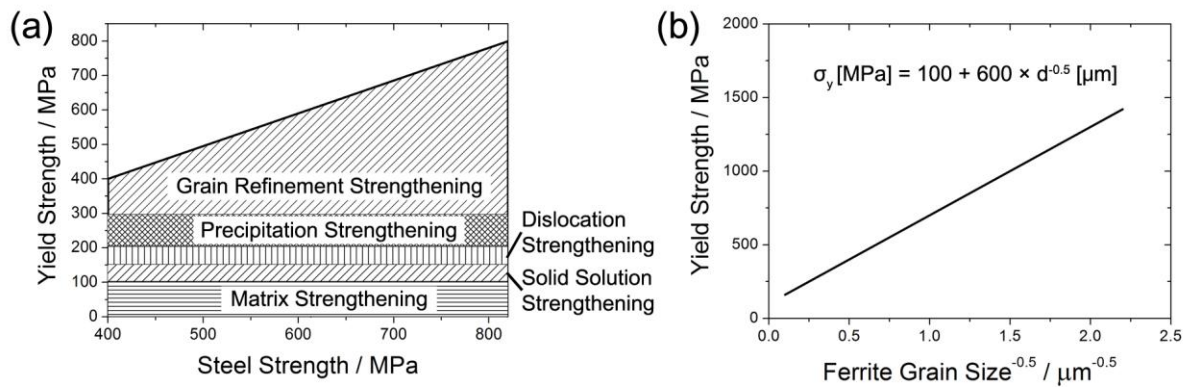 (a)
Yield Strength / MPa
800
700
600
500
400
300
200
100
0
Grain Refinement Strengthening
Precipitation Strengthening
Matrix Strengthening
Dislocation
Strengthening
Solid Solution
Strengthening
400 500 600 700 800
Steel Strength / MPa
(b)
Yield Strength / MPa
2000
1500
1000
500
0
σy [MPa] = 100 + 600 × d-0.5 [µm]
0.0 0.5 1.0 1.5 2.0 2.5
Ferrite Grain Size-0.5 / µm-0.5